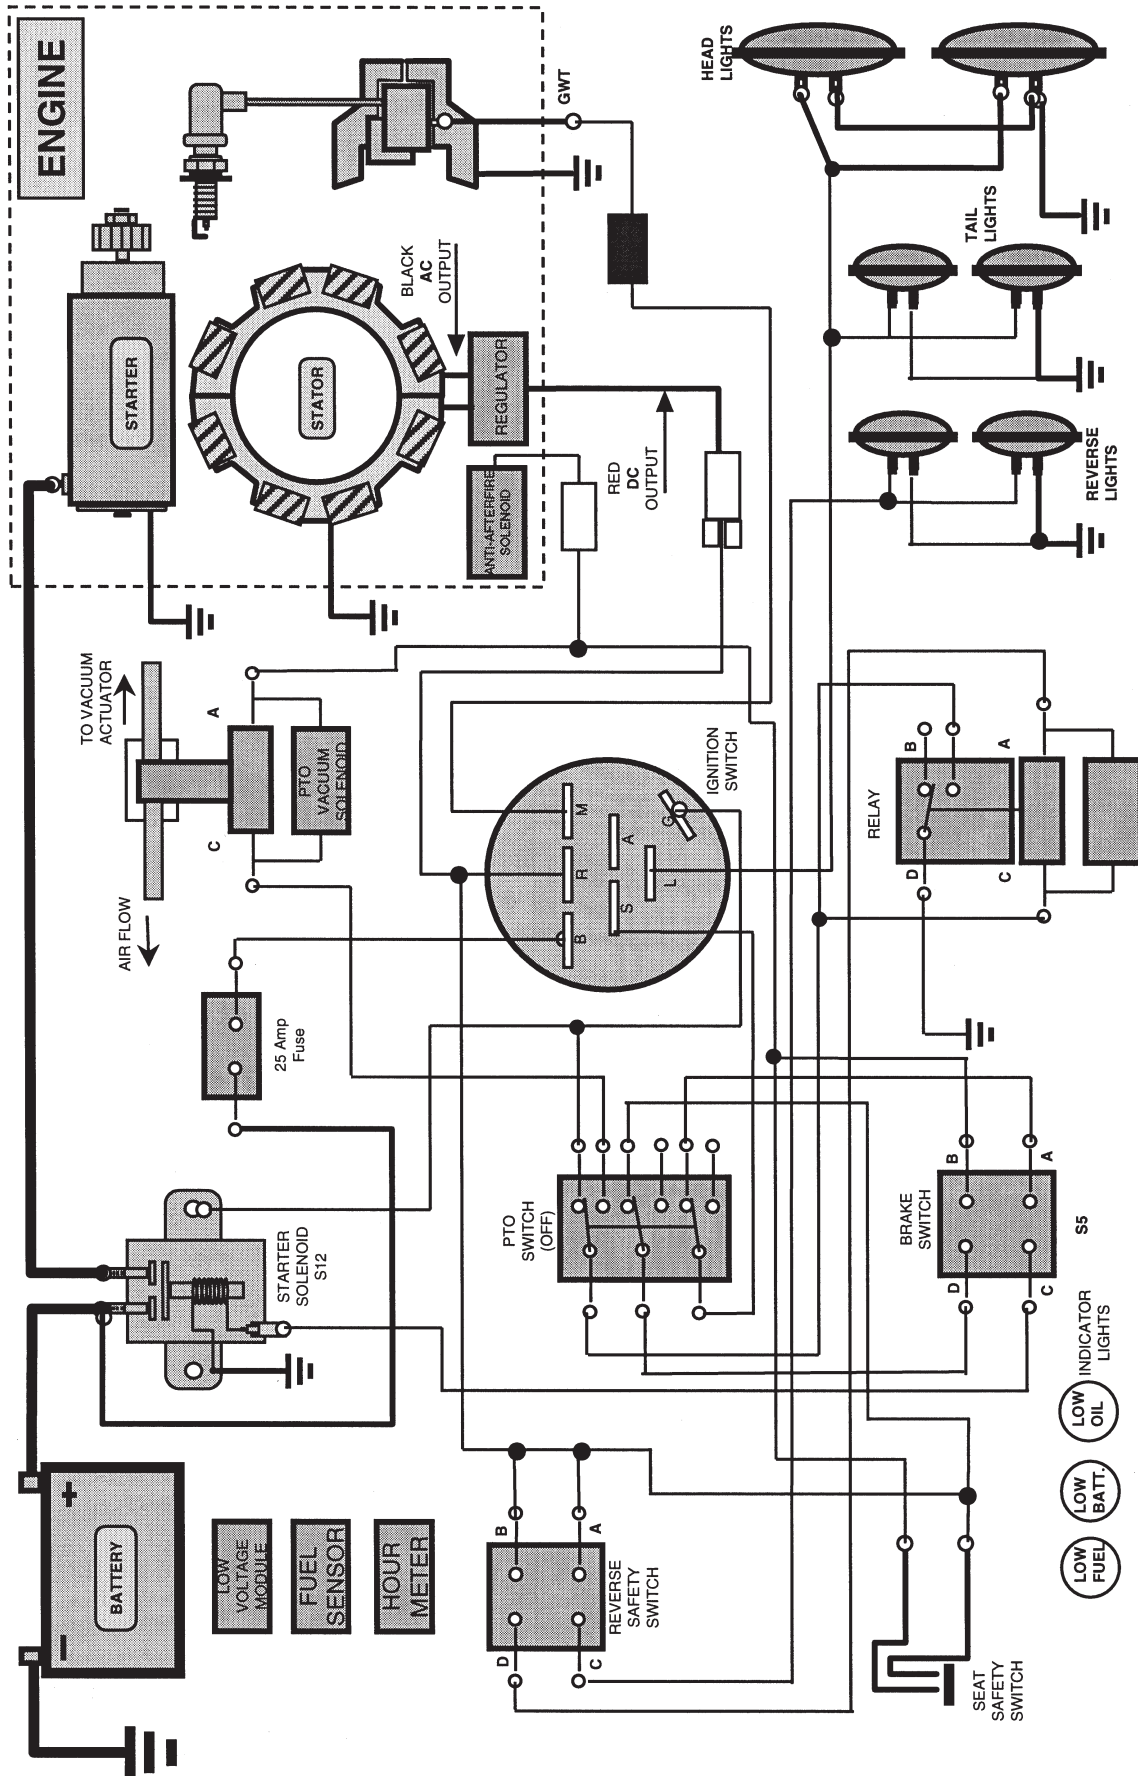 ENGINE
STARTER
STATOR
BLACK
AC
OUTPUT
REGULATOR
GWT
ANTI-AFTERFIRE
SOLENOID
RED
DC
OUTPUT
HEAD
LIGHTS
TAIL
LIGHTS
REVERSE
LIGHTS
TO VACUUM
ACTUATOR
AIR FLOW
A
C
PTO
VACUUM
SOLENOID
25 Amp
Fuse
IGNITION
SWITCH
M
R
B
A
S
L
G
RELAY
B
D
A
C
STARTER
SOLENOID
S12
PTO
SWITCH
(OFF)
BRAKE
SWITCH
B
A
D
C
S5
BATTERY
+
–
LOW
VOLTAGE
MODULE
FUEL
SENSOR
HOUR
METER
REVERSE
SAFETY
SWITCH
B
A
D
C
SEAT
SAFETY
SWITCH
INDICATOR
LIGHTS
LOW
OIL
LOW
BATT.
LOW
FUEL